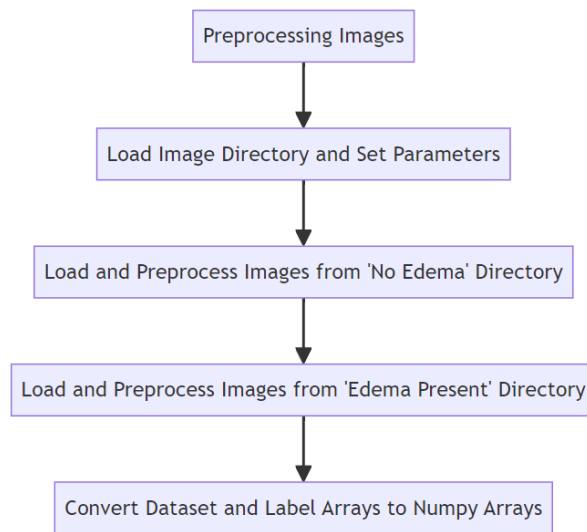 Preprocessing Images
Load Image Directory and Set Parameters
Load and Preprocess Images from 'No Edema' Directory
Load and Preprocess Images from 'Edema Present' Directory
Convert Dataset and Label Arrays to Numpy Arrays